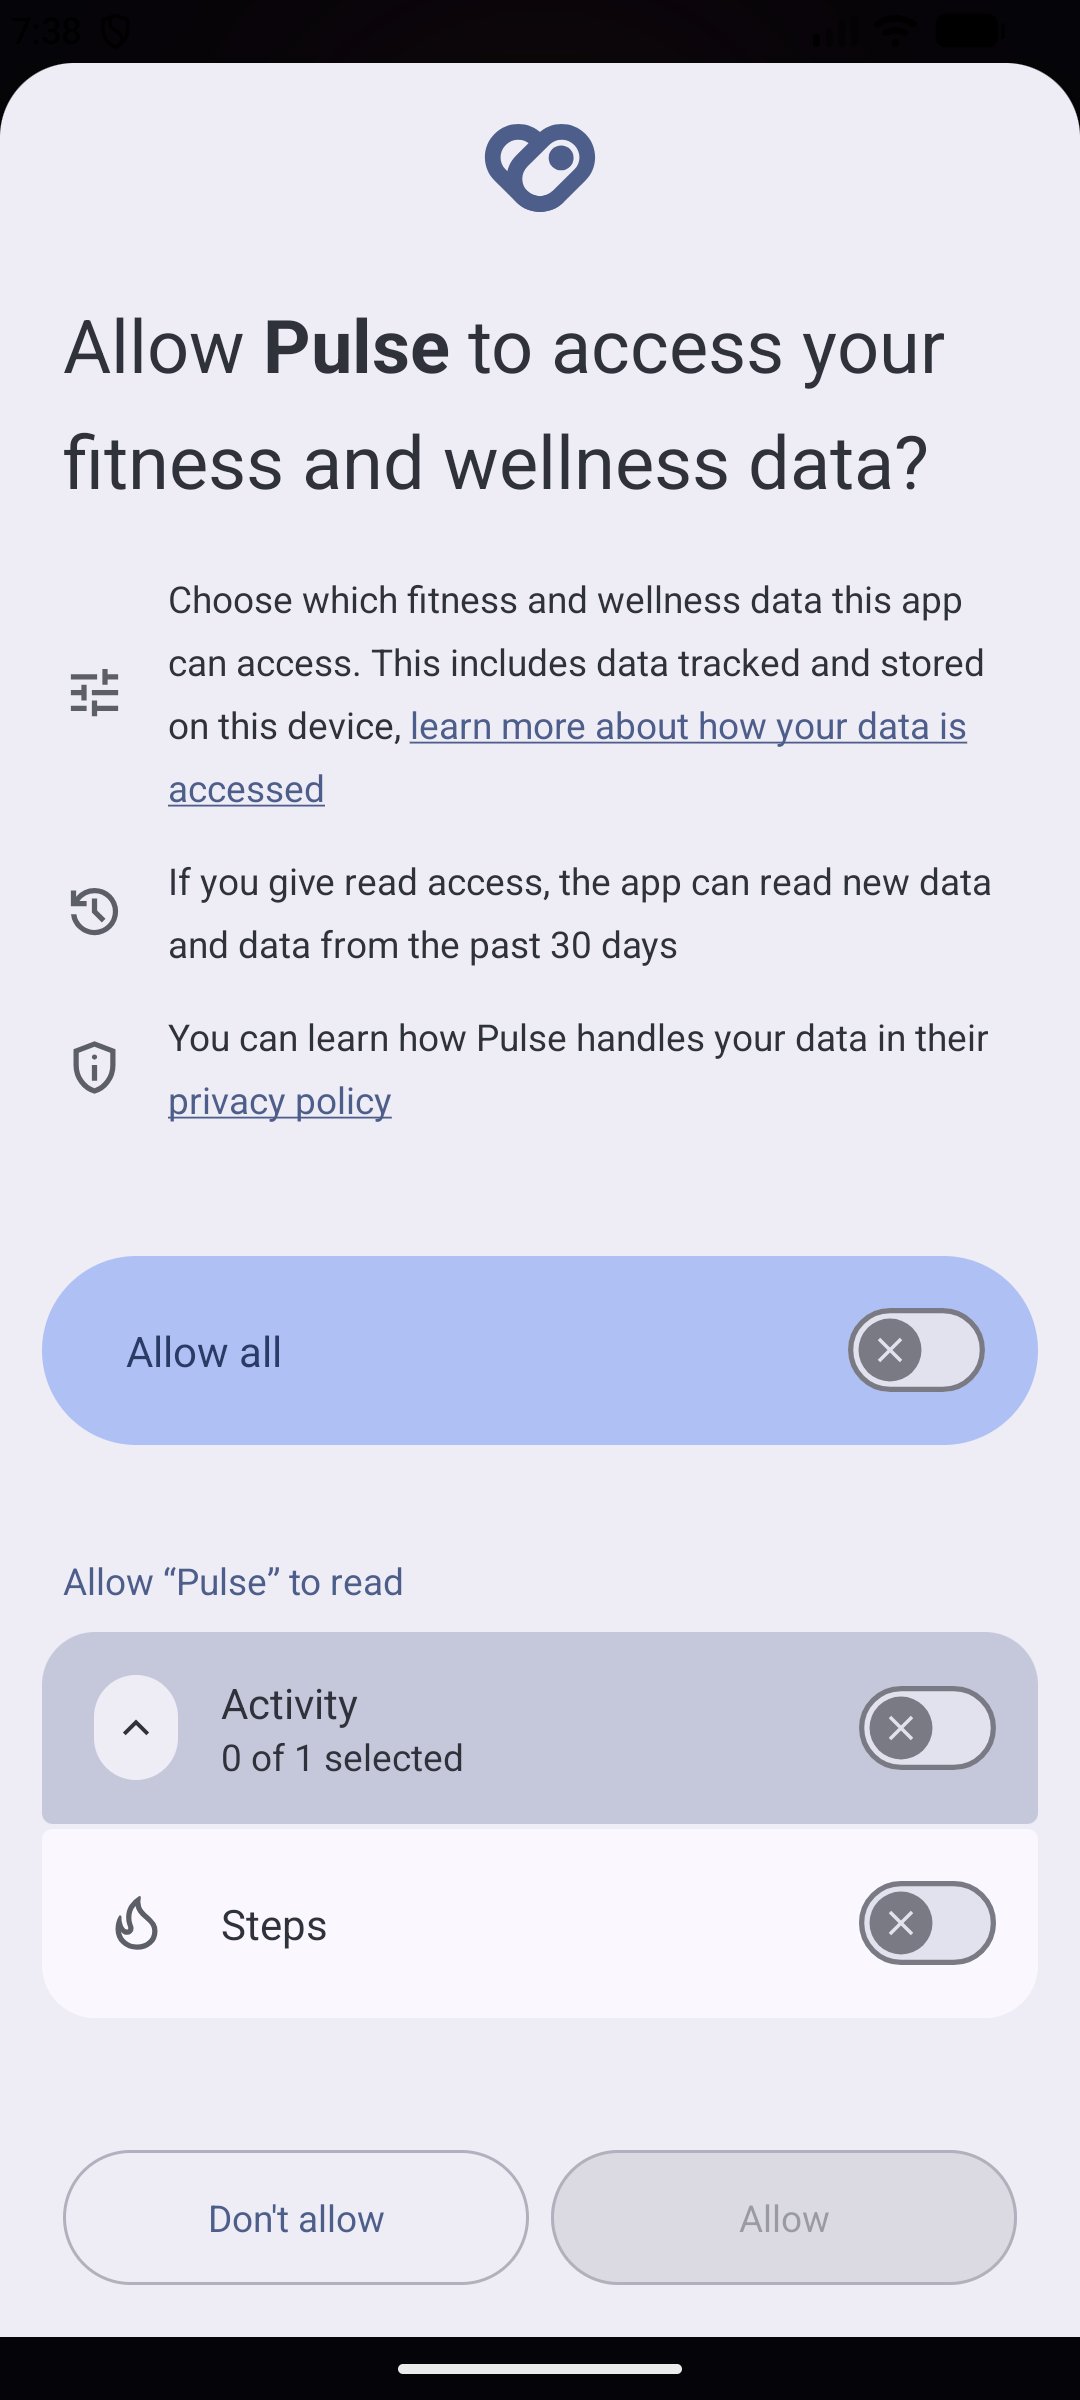 7:38
Allow Pulse to access your
fitness and wellness data?
Choose which fitness and wellness data this app
can access. This includes data tracked and stored
on this device, learn more about how your data is
accessed
If you give read access, the app can read new data
and data from the past 30 days
You can learn how Pulse handles your data in their
privacy policy
Allow all
Allow “Pulse” to read
Activity
0 of 1 selected
Steps
Don't allow
Allow